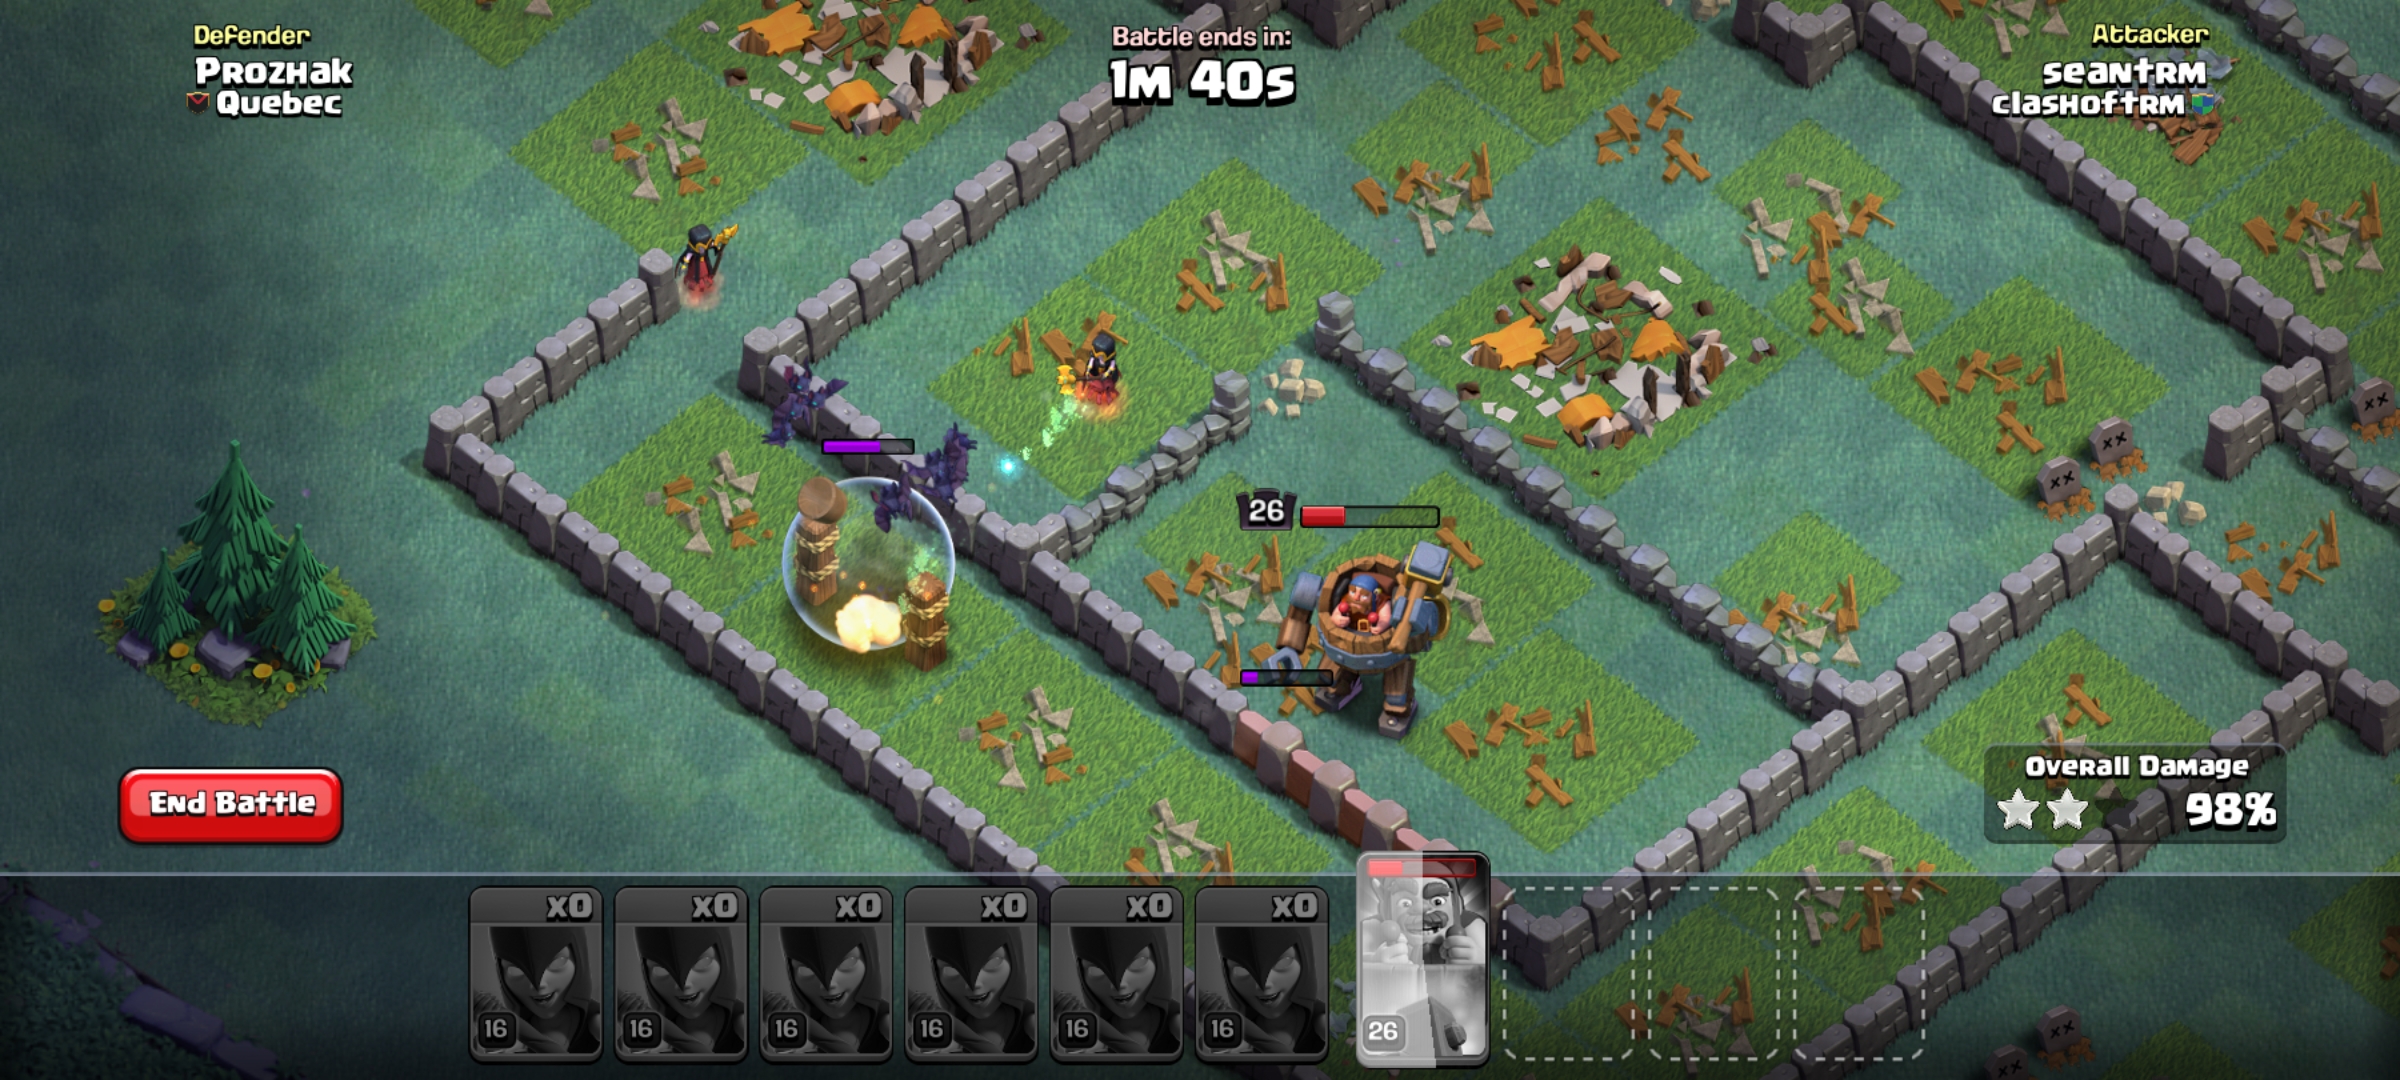 Defender
Prozhak
Quebec
Battle ends in:
1M 40s
Attacker
seantrm
clashoftrm
26
End Battle
Overall Damage
98%
x0
x0
x0
x0
x0
x0
16
16
16
16
16
16
26